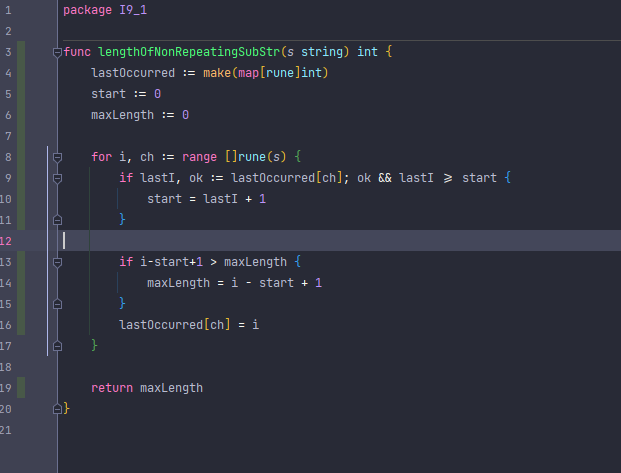 1 package I9_1
2
3 func lengthOfNonRepeatingSubStr(s string) int {
4     lastOccurred := make(map[rune]int)
5     start := 0
6     maxLength := 0
7
8     for i, ch := range []rune(s) {
9         if lastI, ok := lastOccurred[ch]; ok && lastI ⩾ start {
10             start = lastI + 1
11         }
12
13         if i-start+1 > maxLength {
14             maxLength = i - start + 1
15         }
16         lastOccurred[ch] = i
17     }
18
19     return maxLength
20 }
21